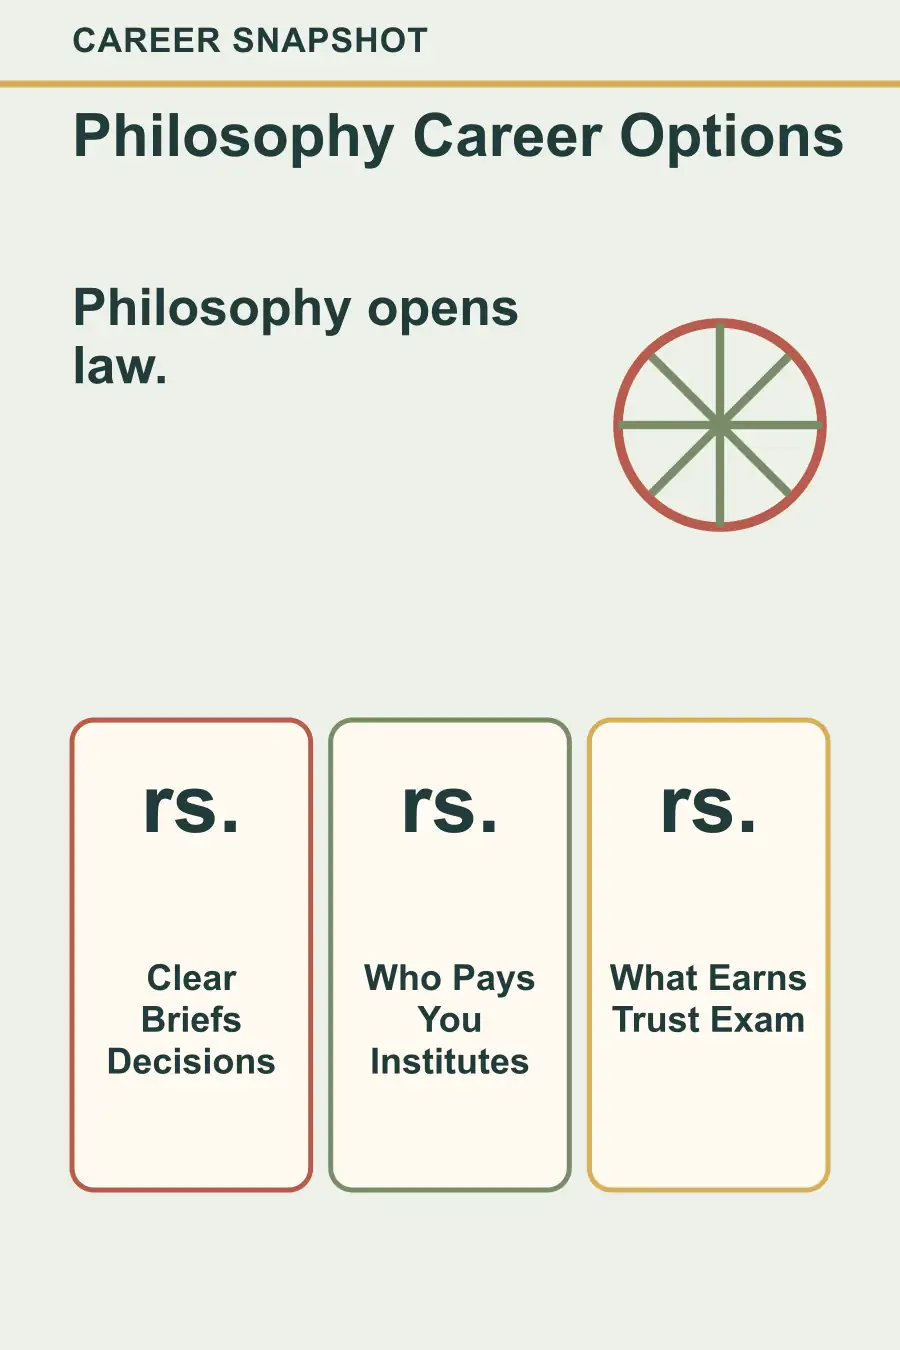 CAREER SNAPSHOT
Philosophy Career Options
Philosophy opens
law.
rs.
Clear
Briefs
Decisions
rs.
Who Pays
You
Institutes
rs.
What Earns
Trust Exam